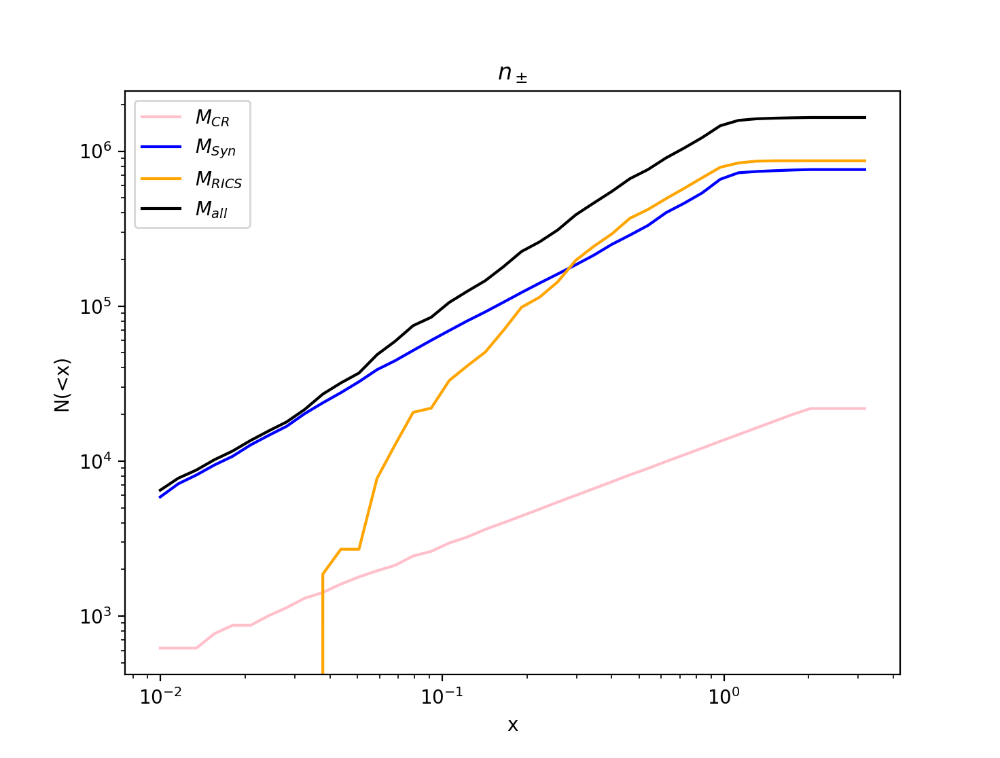 n ±
M_CR
M_Syn
M_RICS
M_all
10^6
10^5
10^4
10^3
N(<x)
10^−2
10^−1
10^0
x